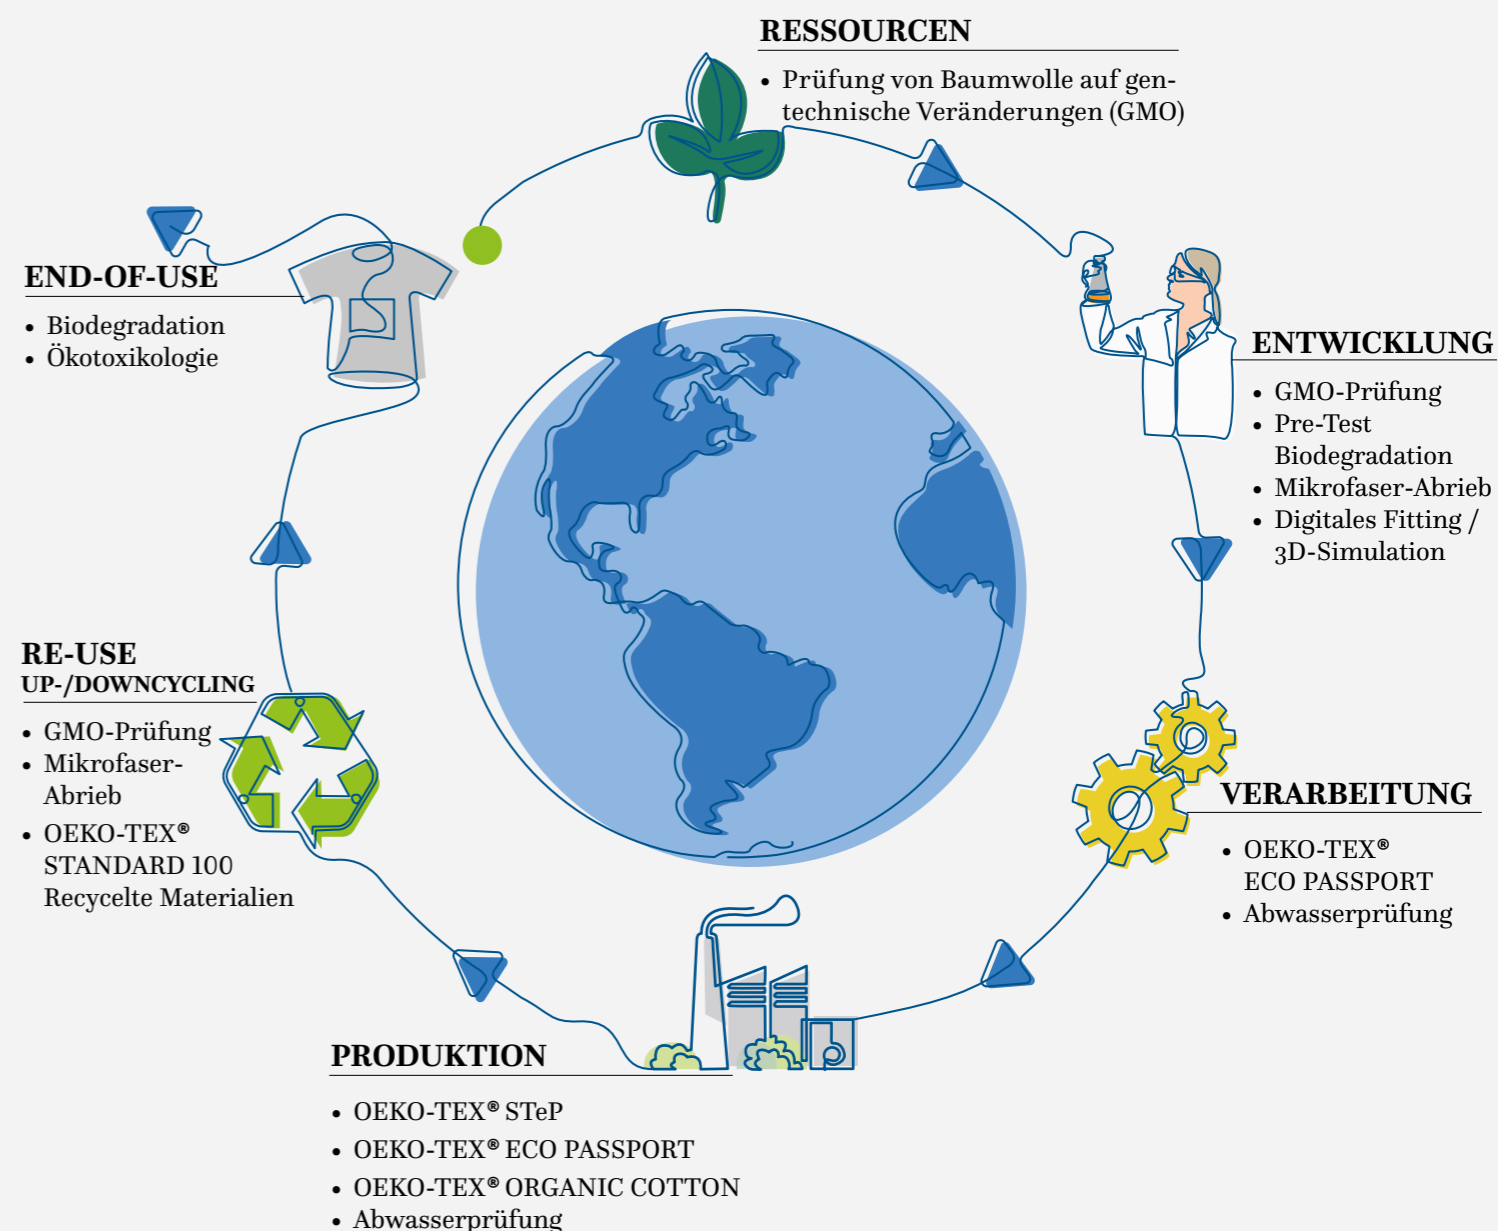 RESSOURCEN
• Prüfung von Baumwolle auf gen-
technische Veränderungen (GMO)
ENTWICKLUNG
• GMO-Prüfung
• Pre-Test
Biodegradation
• Mikrofaser-Abrieb
• Digitales Fitting /
3D-Simulation
VERARBEITUNG
• OEKO-TEX®
ECO PASSPORT
• Abwasserprüfung
PRODUKTION
• OEKO-TEX® STeP
• OEKO-TEX® ECO PASSPORT
• OEKO-TEX® ORGANIC COTTON
• Abwasserprüfung
RE-USE
UP-/DOWNCYCLING
• GMO-Prüfung
• Mikrofaser-
Abrieb
• OEKO-TEX®
STANDARD 100
Recycelte Materialien
END-OF-USE
• Biodegradation
• Ökotoxikologie